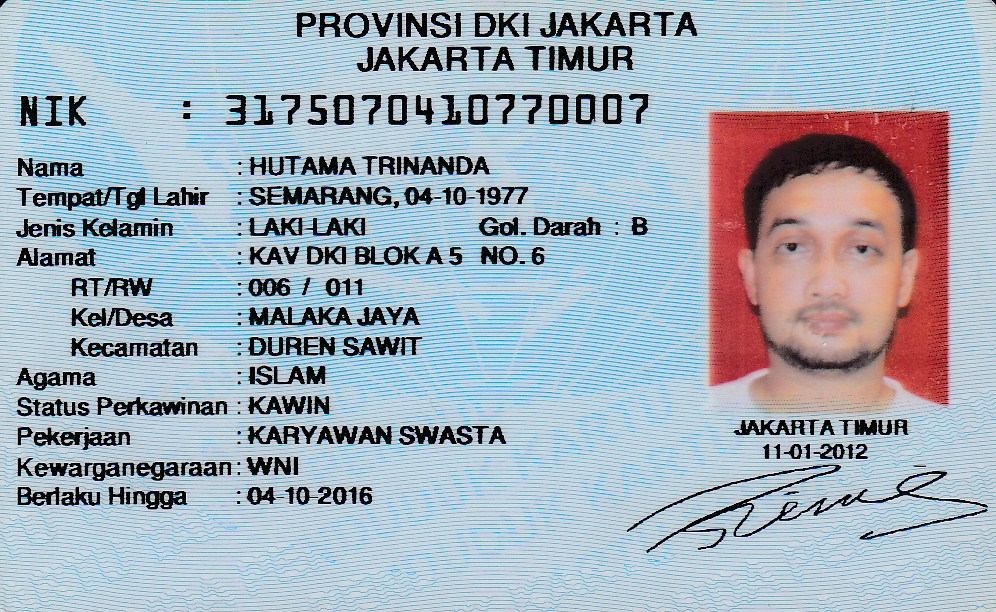 PROVINSI DKI JAKARTA
JAKARTA TIMUR
NIK : 3175070410770007
Nama : HUTAMA TRINANDA
Tempat/Tgl Lahir : SEMARANG, 04-10-1977
Jenis Kelamin : LAKI-LAKI Gol. Darah : B
Alamat : KAV DKI BLOK A 5 NO. 6
RT/RW : 006 / 011
Kel/Desa : MALAKA JAYA
Kecamatan : DUREN SAWIT
Agama : ISLAM
Status Perkawinan : KAWIN
Pekerjaan : KARYAWAN SWASTA
Kewarganegaraan : WNI
Berlaku Hingga : 04-10-2016
JAKARTA TIMUR
11-01-2012